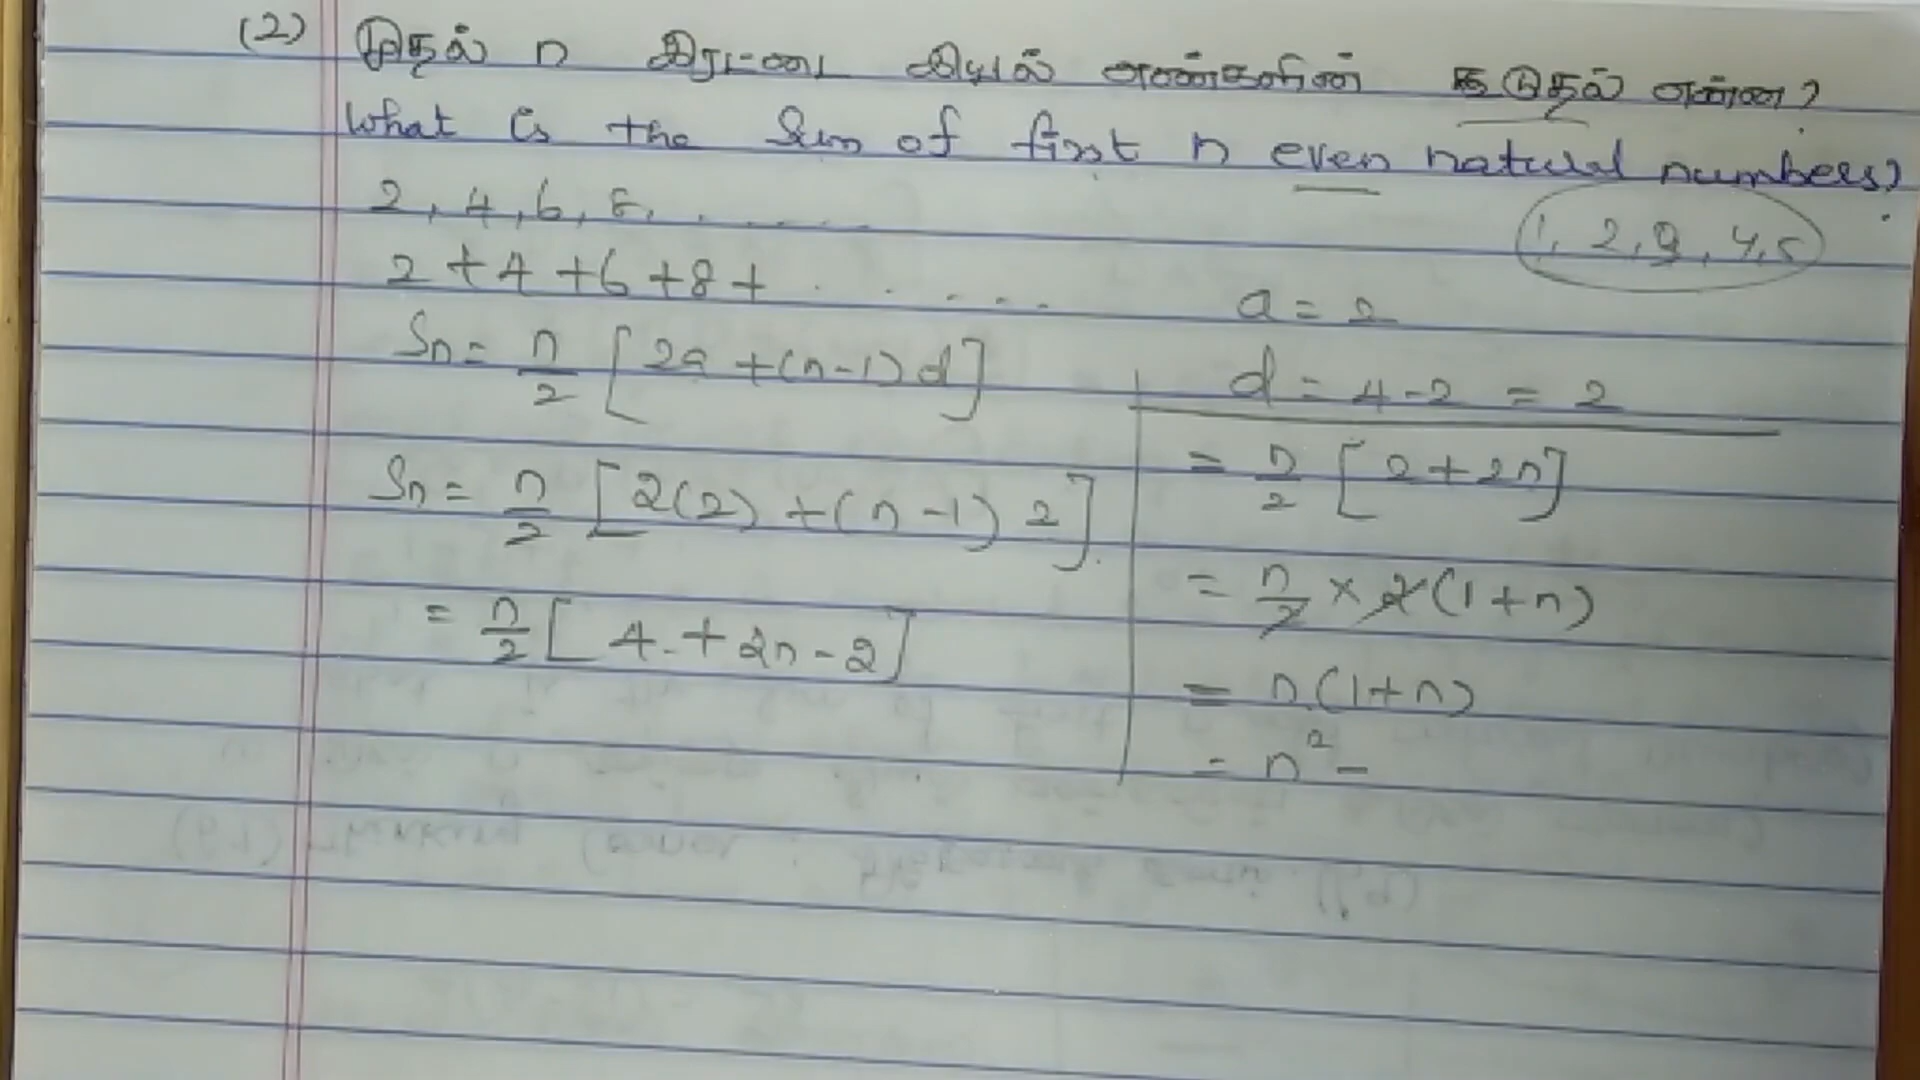 (2) முதல் n இரட்டை இயல் எண்களின் கூடுதல் என்ன?
What is the Sum of first n even natural numbers?
2, 4, 6, 8, . .....
1, 2, 3, 4, 5
2 + 4 + 6 + 8 + . . ....
a = 2
Sn = n/2 [2a + (n-1)d]
d = 4-2 = 2
Sn = n/2 [2(2) + (n-1) 2]
= n/2 [4 + 2n - 2]
= n/2 [2 + 2n]
= n/2 × 2(1+n)
= n(1+n)
= n² -